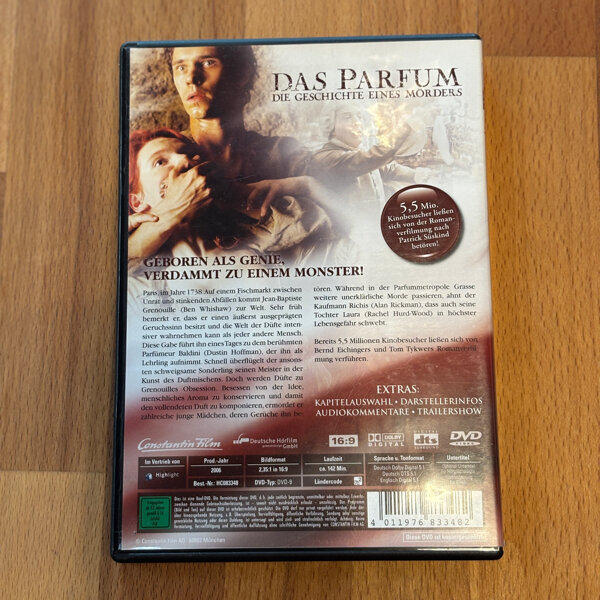 DAS PARFUM
DIE GESCHICHTE EINES MÖRDERS
5,5 Mio.
Kinobesucher ließen
sich von der Roman-
verfilmung nach
Patrick Süskind
betören!
GEBOREN ALS GENIE,
VERDAMMT ZU EINEM MONSTER!
Paris, im Jahre 1738: Auf einem Fischmarkt zwischen
Unrat und stinkenden Abfällen kommt Jean-Baptiste
Grenouille (Ben Whishaw) zur Welt. Sehr früh
bemerkt er, dass er einen äußerst ausgeprägten
Geruchssinn besitzt und die Welt der Düfte inten-
siver wahrnehmen kann als jeder andere Mensch.
Diese Gabe führt ihn eines Tages zu dem berühmten
Parfümeur Baldini (Dustin Hoffman), der ihn als
Lehrling aufnimmt. Schnell überflügelt der ansons-
ten schweigsame Sonderling seinen Meister in der
Kunst des Duftmischens. Doch werden Düfte zu
Grenouilles Obsession. Besessen von der Idee,
menschliches Aroma zu konservieren und damit
den vollendeten Duft zu komponieren, ermordet er
zahlreiche junge Mädchen, deren Gerüche ihn be-
tören. Während in der Parfummetropole Grasse
weitere unerklärliche Morde passieren, ahnt der
Kaufmann Richis (Alan Rickman), dass auch seine
Tochter Laura (Rachel Hurd-Wood) in höchster
Lebensgefahr schwebt.
Bereits 5,5 Millionen Kinobesucher ließen sich von
Bernd Eichingers und Tom Tykwers Romanverfil
mung verführen.
EXTRAS:
KAPITELAUSWAHL • DARSTELLERINFOS
AUDIOKOMMENTARE • TRAILERSHOW
Constantin Film
Deutsche Hörfilm
16:9
DOLBY
DIGITAL
dts
DVD
Im Vertrieb von
Highlight
Prod.-Jahr
2006
Bildformat
2,35:1 in 16:9
Laufzeit
ca. 142 Min.
Best.-Nr.: HC083348
DVD-Typ: DVD-9
Ländercode
Sprache u. Tonformat
Deutsch Dolby Digital 5.1
Deutsch DTS 5.1
Englisch Digital 5.1
Untertitel
4 011976 833482
© Constantin Film AG 80802 München